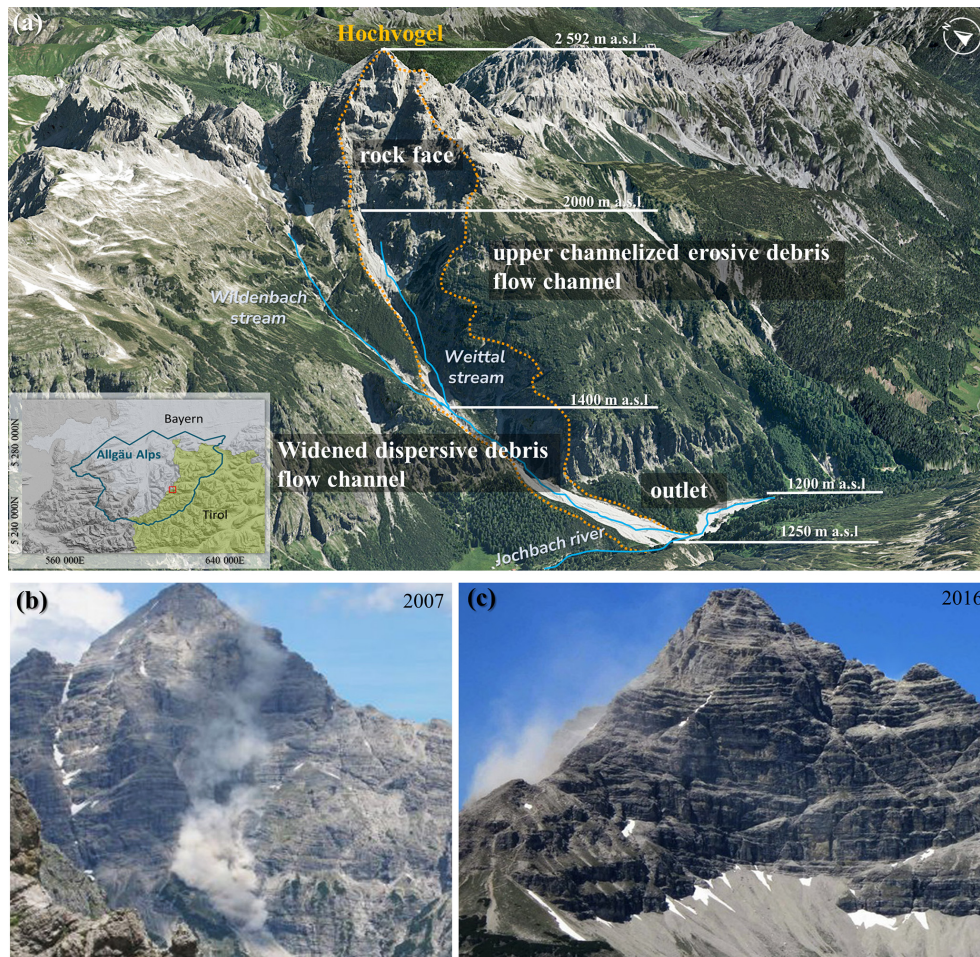 (a)
Hochvogel
2 592 m a.s.l
N
rock face
2000 m a.s.l
upper channelized erosive debris
flow channel
Wildenbach
stream
Weittal
stream
1400 m a.s.l
Widened dispersive debris
flow channel
outlet
1200 m a.s.l
1250 m a.s.l
Jochbach river
Bayern
Allgäu Alps
Tirol
5 280 000N
5 240 000N
560 000E
640 000E
(b)
2007
(c)
2016